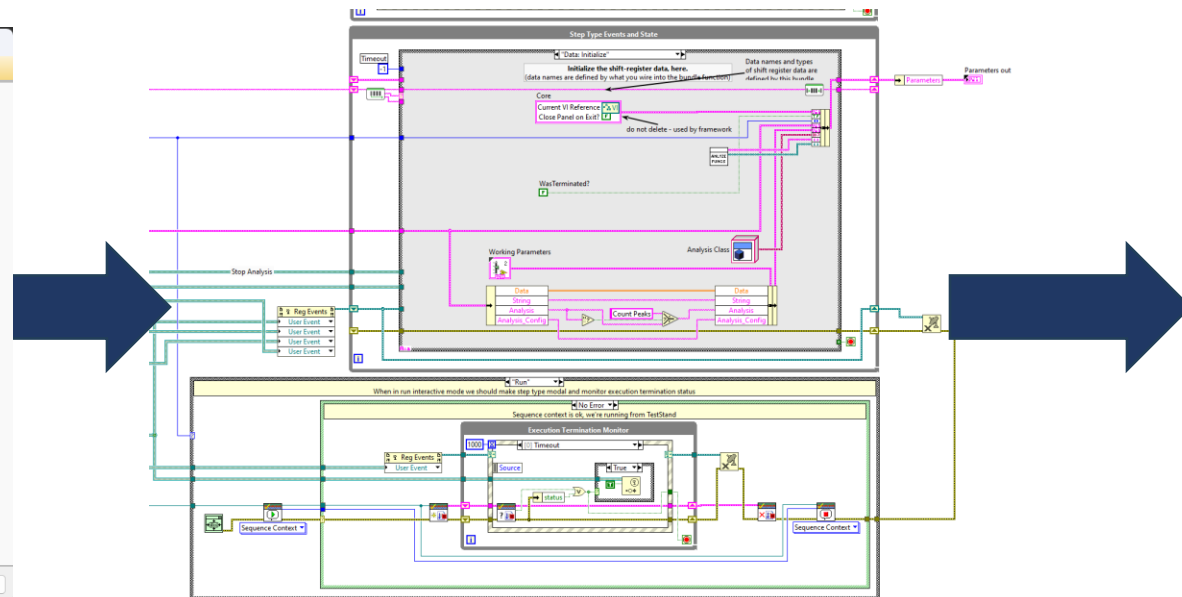 Step Type Events and State
"Data: Initialize"
Timeout
-1
Initialize the shift-register data, here.
(data names are defined by what you wire into the bundle function)
Data names and types
of shift register data are
defined by this bundle
Parameters
Parameters out
Core
Current VI Reference
Close Panel on Exit?
F
do not delete - used by framework
WasTerminated?
F
Analysis Class
Working Parameters
Data
String
Analysis
Analysis_Config
Count Peaks
Data
String
Analysis
Analysis_Config
Stop Analysis
Reg Events
User Event
User Event
User Event
User Event
i
"Run"
When in run interactive mode we should make step type modal and monitor execution termination status
No Error
Sequence context is ok, we're running from TestStand
Execution Termination Monitor
1000
[0] Timeout
Reg Events
User Event
Source
True
status
Sequence Context
Sequence Context
i